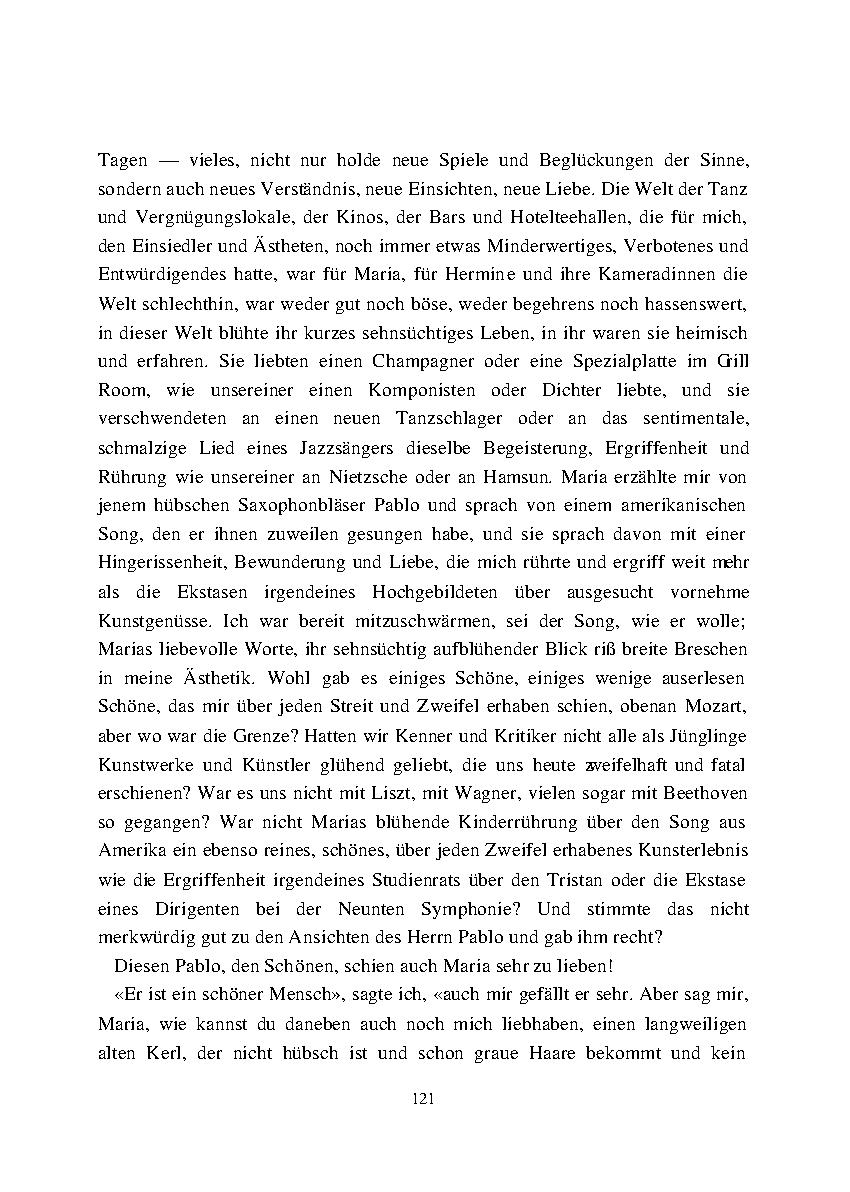 Tagen — vieles, nicht nur holde neue Spiele und Beglückungen der Sinne,
sondern auch neues Verständnis, neue Einsichten, neue Liebe. Die Welt der Tanz
und Vergnügungslokale, der Kinos, der Bars und Hotelteehallen, die für mich,
den Einsiedler und Ästheten, noch immer etwas Minderwertiges, Verbotenes und
Entwürdigendes hatte, war für Maria, für Hermine und ihre Kameradinnen die
Welt schlechthin, war weder gut noch böse, weder begehrens noch hassenswert,
in dieser Welt blühte ihr kurzes sehnsüchtiges Leben, in ihr waren sie heimisch
und erfahren. Sie liebten einen Champagner oder eine Spezialplatte im Grill
Room, wie unsereiner einen Komponisten oder Dichter liebte, und sie
verschwendeten an einen neuen Tanzschlager oder an das sentimentale,
schmalzige Lied eines Jazzsängers dieselbe Begeisterung, Ergriffenheit und
Rührung wie unsereiner an Nietzsche oder an Hamsun. Maria erzählte mir von
jenem hübschen Saxophonbläser Pablo und sprach von einem amerikanischen
Song, den er ihnen zuweilen gesungen habe, und sie sprach davon mit einer
Hingerissenheit, Bewunderung und Liebe, die mich rührte und ergriff weit mehr
als die Ekstasen irgendeines Hochgebildeten über ausgesucht vornehme
Kunstgenüsse. Ich war bereit mitzuschwärmen, sei der Song, wie er wolle;
Marias liebevolle Worte, ihr sehnsüchtig aufblühender Blick riß breite Breschen
in meine Ästhetik. Wohl gab es einiges Schöne, einiges wenige auserlesen
Schöne, das mir über jeden Streit und Zweifel erhaben schien, obenan Mozart,
aber wo war die Grenze? Hatten wir Kenner und Kritiker nicht alle als Jünglinge
Kunstwerke und Künstler glühend geliebt, die uns heute zweifelhaft und fatal
erschienen? War es uns nicht mit Liszt, mit Wagner, vielen sogar mit Beethoven
so gegangen? War nicht Marias blühende Kinderrührung über den Song aus
Amerika ein ebenso reines, schönes, über jeden Zweifel erhabenes Kunsterlebnis
wie die Ergriffenheit irgendeines Studienrats über den Tristan oder die Ekstase
eines Dirigenten bei der Neunten Symphonie? Und stimmte das nicht
merkwürdig gut zu den Ansichten des Herrn Pablo und gab ihm recht?
Diesen Pablo, den Schönen, schien auch Maria sehr zu lieben!
«Er ist ein schöner Mensch», sagte ich, «auch mir gefällt er sehr. Aber sag mir,
Maria, wie kannst du daneben auch noch mich liebhaben, einen langweiligen
alten Kerl, der nicht hübsch ist und schon graue Haare bekommt und kein
121